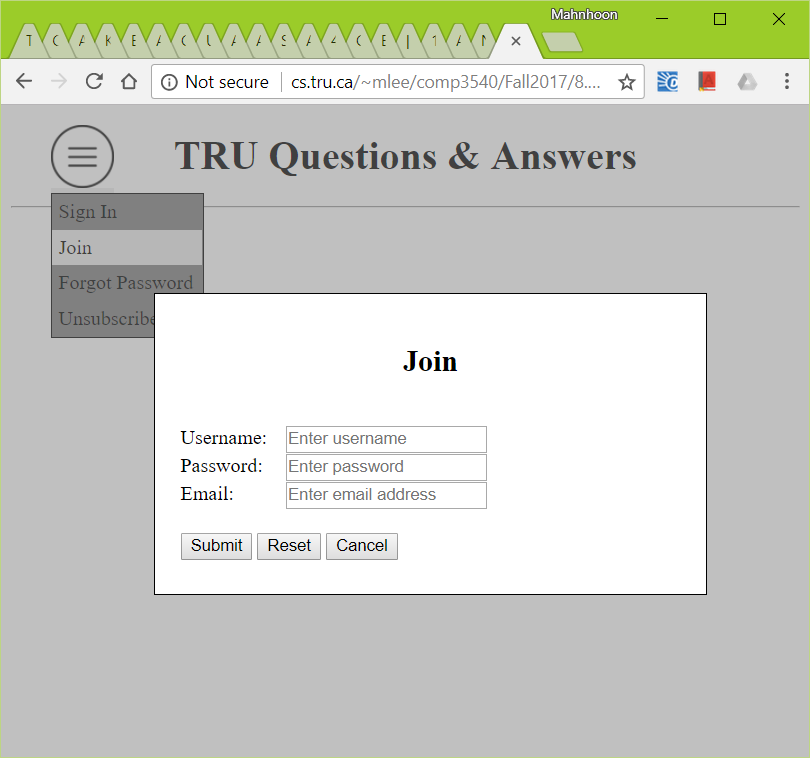 Mahnhoon
T C A K E A C U A A S A 4 C E | 1 A N
Not secure | cs.tru.ca/~mlee/comp3540/Fall2017/8....
TRU Questions & Answers
Sign In
Join
Forgot Password
Unsubscribe
Join
Username: Enter username
Password: Enter password
Email: Enter email address
Submit Reset Cancel